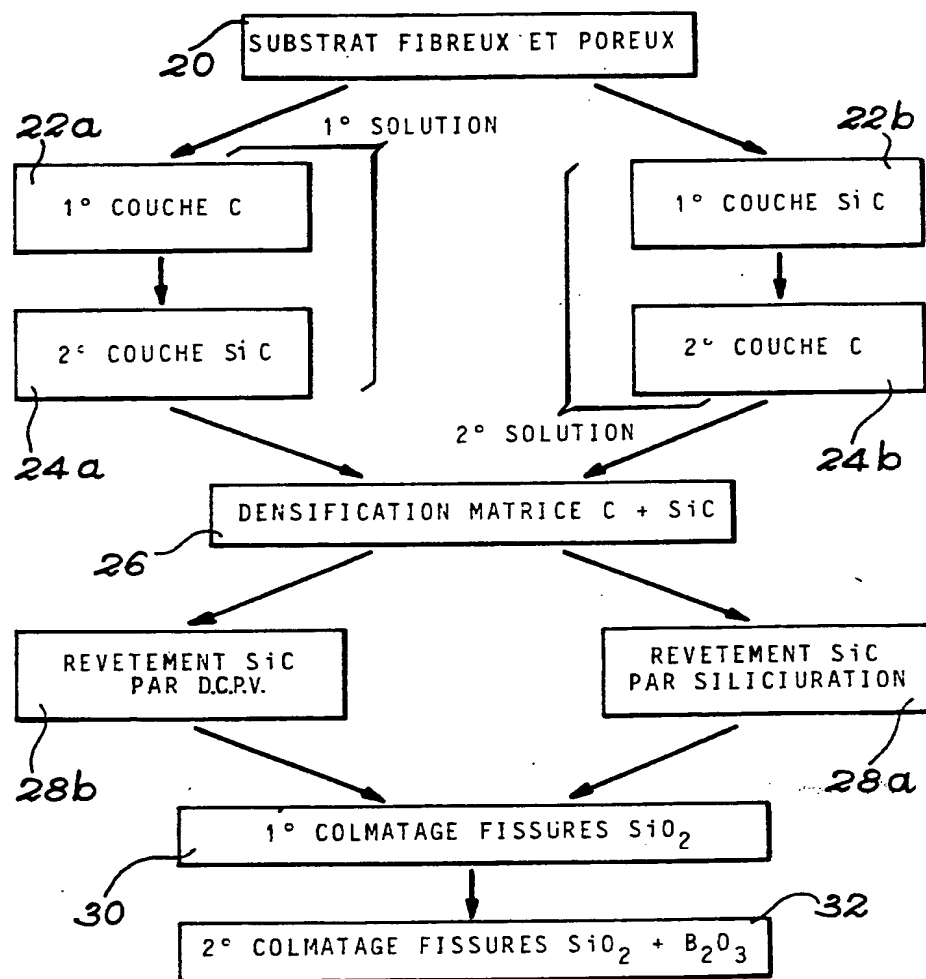 SUBSTRAT FIBREUX ET POREUX
20
22a
1° SOLUTION
22b
1° COUCHE C
1° COUCHE SiC
2° COUCHE SiC
2° COUCHE C
24a
2° SOLUTION
24b
DENSIFICATION MATRICE C + SiC
26
REVETEMENT SiC
PAR D.C.P.V.
REVETEMENT SiC
PAR SILICIURATION
28b
28a
1° COLMATAGE FISSURES SiO₂
30
32
2° COLMATAGE FISSURES SiO₂ + B₂O₃